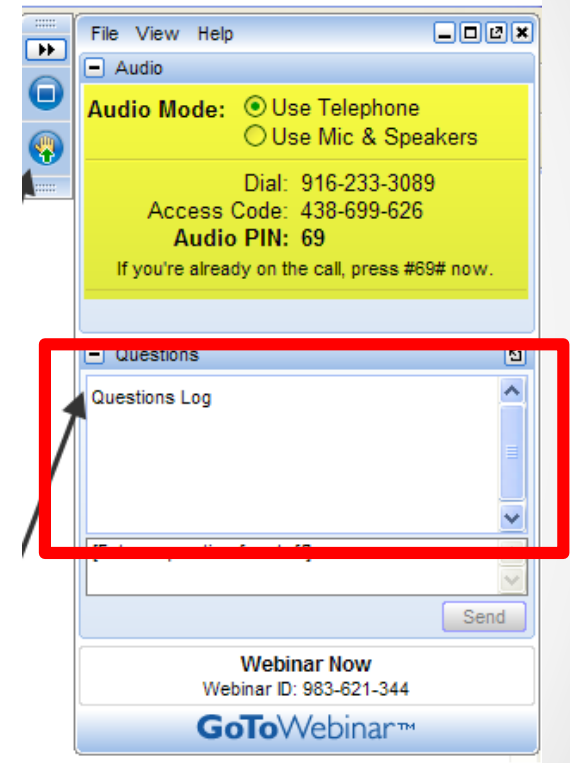 File View Help
Audio
Audio Mode: Use Telephone
Use Mic & Speakers
Dial: 916-233-3089
Access Code: 438-699-626
Audio PIN: 69
If you're already on the call, press #69# now.
Questions
Questions Log
Send
Webinar Now
Webinar ID: 983-621-344
GoToWebinar™